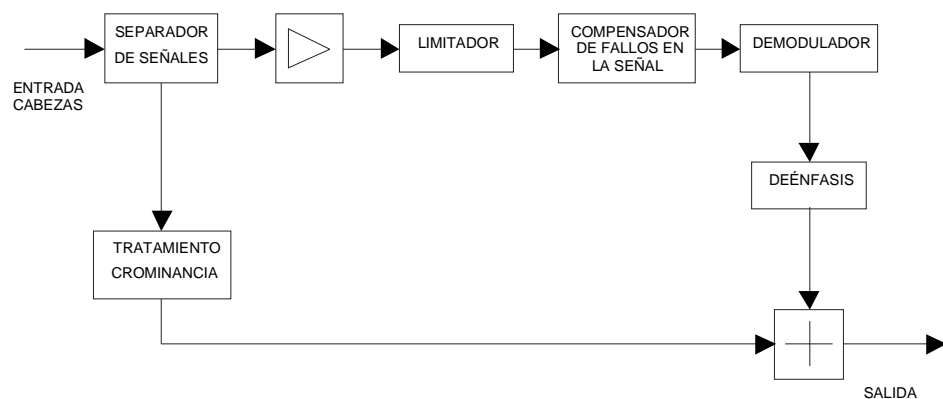 SEPARADOR
DE SEÑALES
LIMITADOR
COMPENSADOR
DE FALLOS EN
LA SEÑAL
DEMODULADOR
ENTRADA
CABEZAS
DEÉNFASIS
TRATAMIENTO
CROMINANCIA
SALIDA